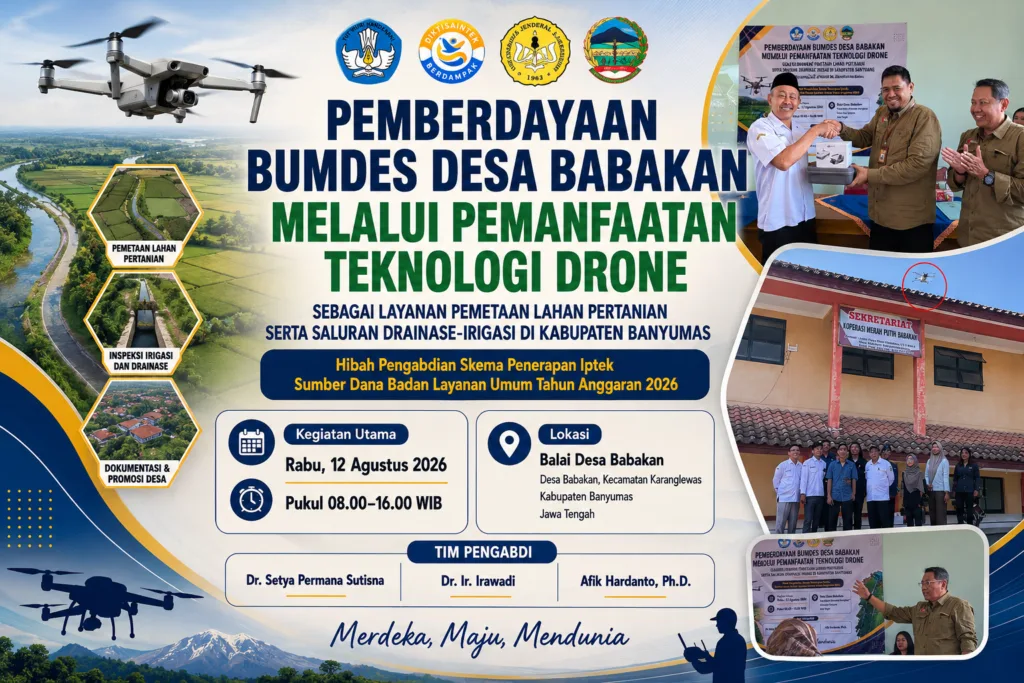 DIKTISAINTEK
BERDAMPAK
1963
PEMBERDAYAAN
BUMDES DESA BABAKAN
MELALUI PEMANFAATAN
TEKNOLOGI DRONE
SEBAGAI LAYANAN PEMETAAN LAHAN PERTANIAN
SERTA SALURAN DRAINASE-IRIGASI DI KABUPATEN BANYUMAS
Hibah Pengabdian Skema Penerapan Iptek
Sumber Dana Badan Layanan Umum Tahun Anggaran 2026
PEMETAAN LAHAN
PERTANIAN
INSPEKSI IRIGASI
DAN DRAINASE
DOKUMENTASI &
PROMOSI DESA
Kegiatan Utama
Rabu, 12 Agustus 2026
Pukul 08.00–16.00 WIB
Lokasi
Balai Desa Babakan
Desa Babakan, Kecamatan Karanglewas
Kabupaten Banyumas
Jawa Tengah
TIM PENGABDI
Dr. Setya Permana Sutisna
Dr. Ir. Irawadi
Afik Hardanto, Ph.D.
Merdeka, Maju, Mendunia
PEMBERDAYAAN BUMDES DESA BABAKAN
PEMANFAATAN TEKNOLOGI DRONE
SEKRETARIAT
KOPERASI MERAH PUTIH BABAKAN
PEMBERDAYAAN BUMDES DESA BABAKAN
PEMANFAATAN TEKNOLOGI DRONE